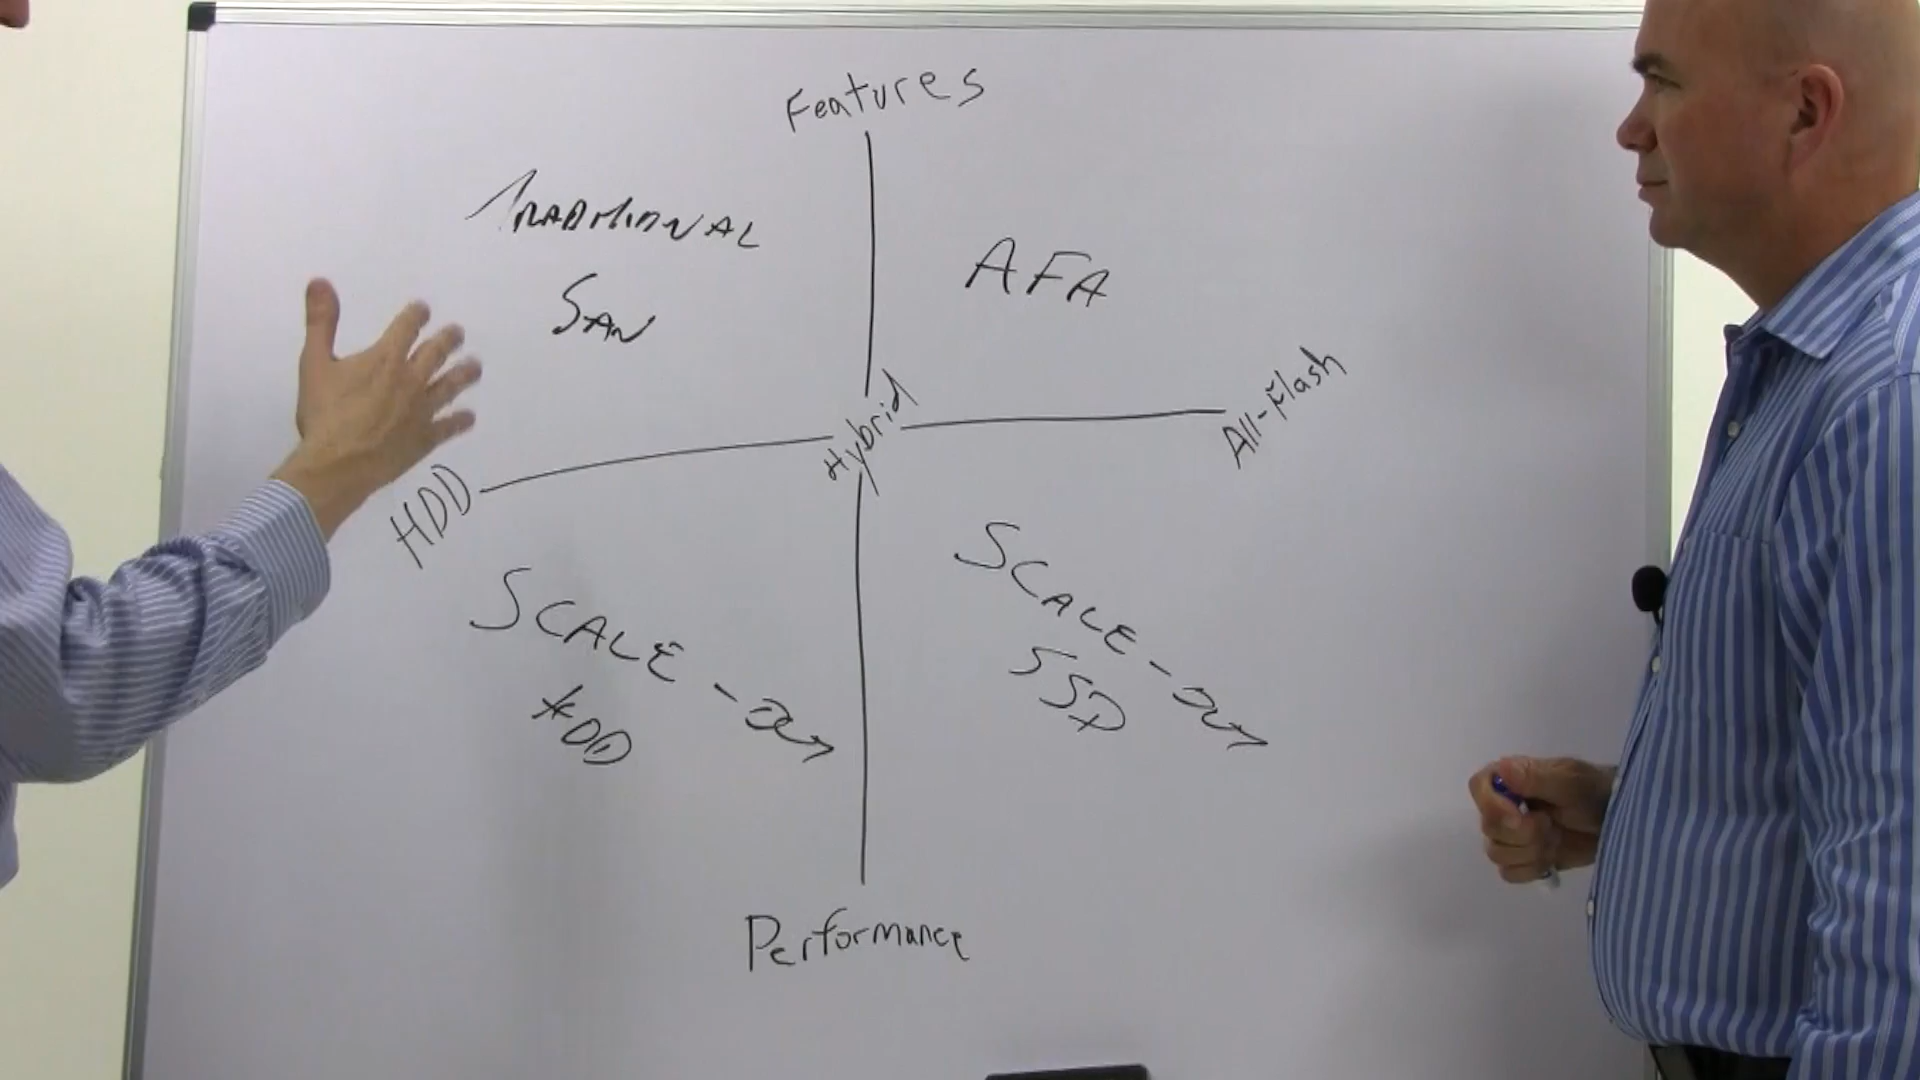 Features
TRADITIONAL
SAN
AFA
Hybrid
All-Flash
HDD
SCALE-OUT
HDD
SCALE-OUT
SSD
Performance